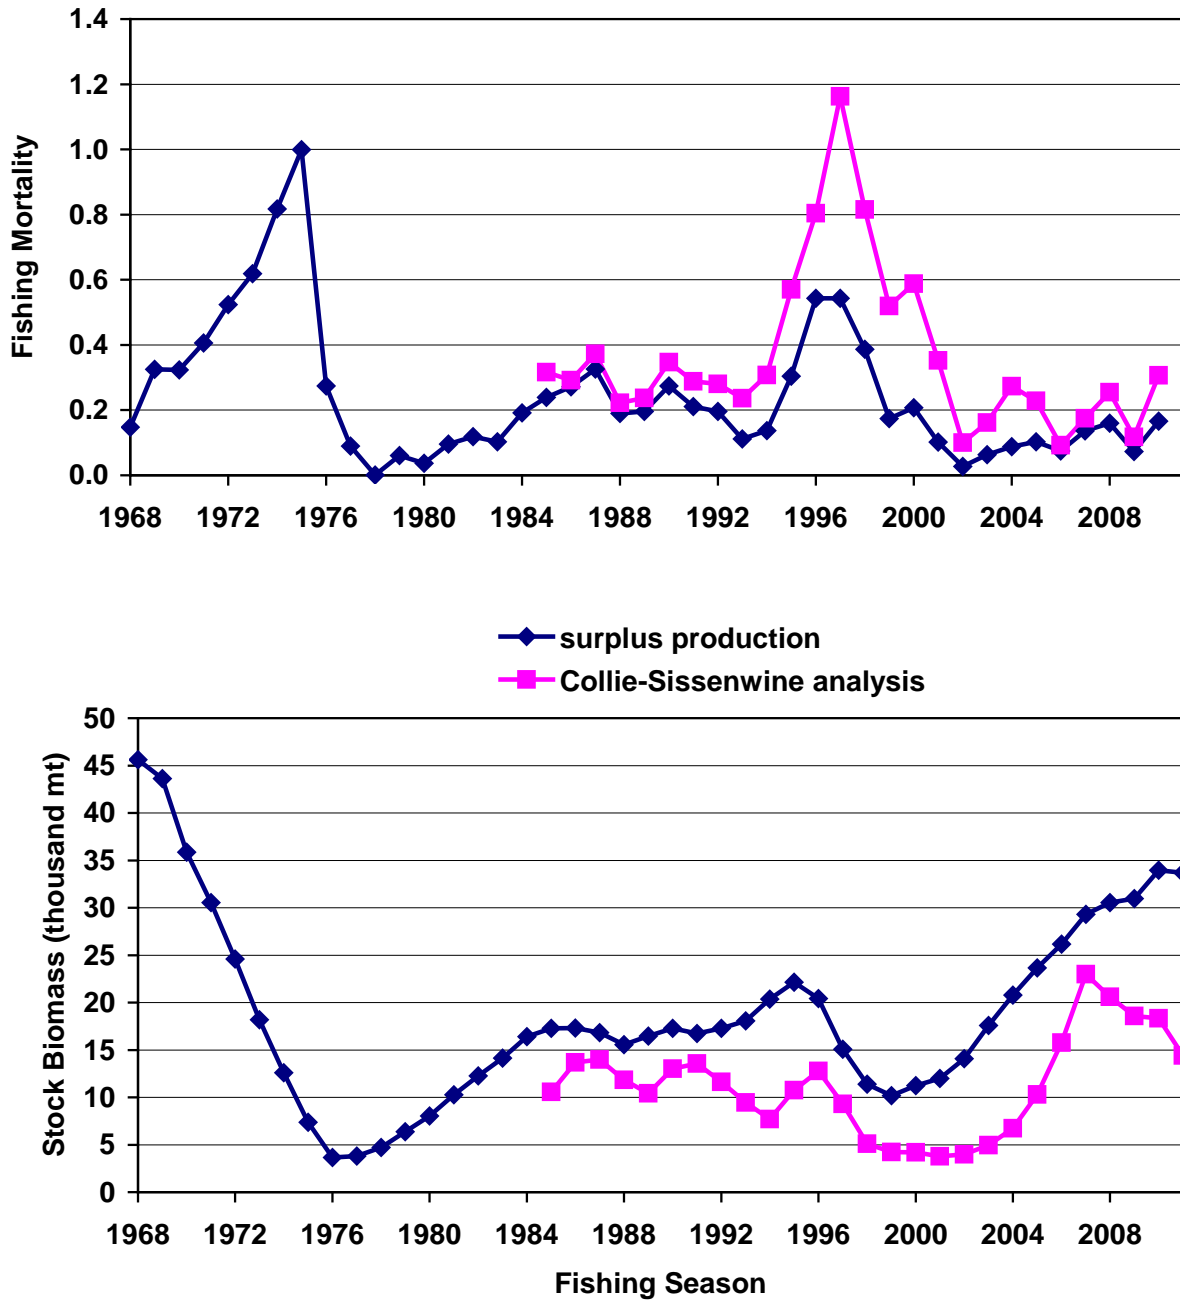 1.4
1.2
1.0
0.8
0.6
0.4
0.2
0.0
Fishing Mortality
1968 1972 1976 1980 1984 1988 1992 1996 2000 2004 2008
surplus production
Collie-Sissenwine analysis
50
45
40
35
30
25
20
15
10
5
0
Stock Biomass (thousand mt)
1968 1972 1976 1980 1984 1988 1992 1996 2000 2004 2008
Fishing Season